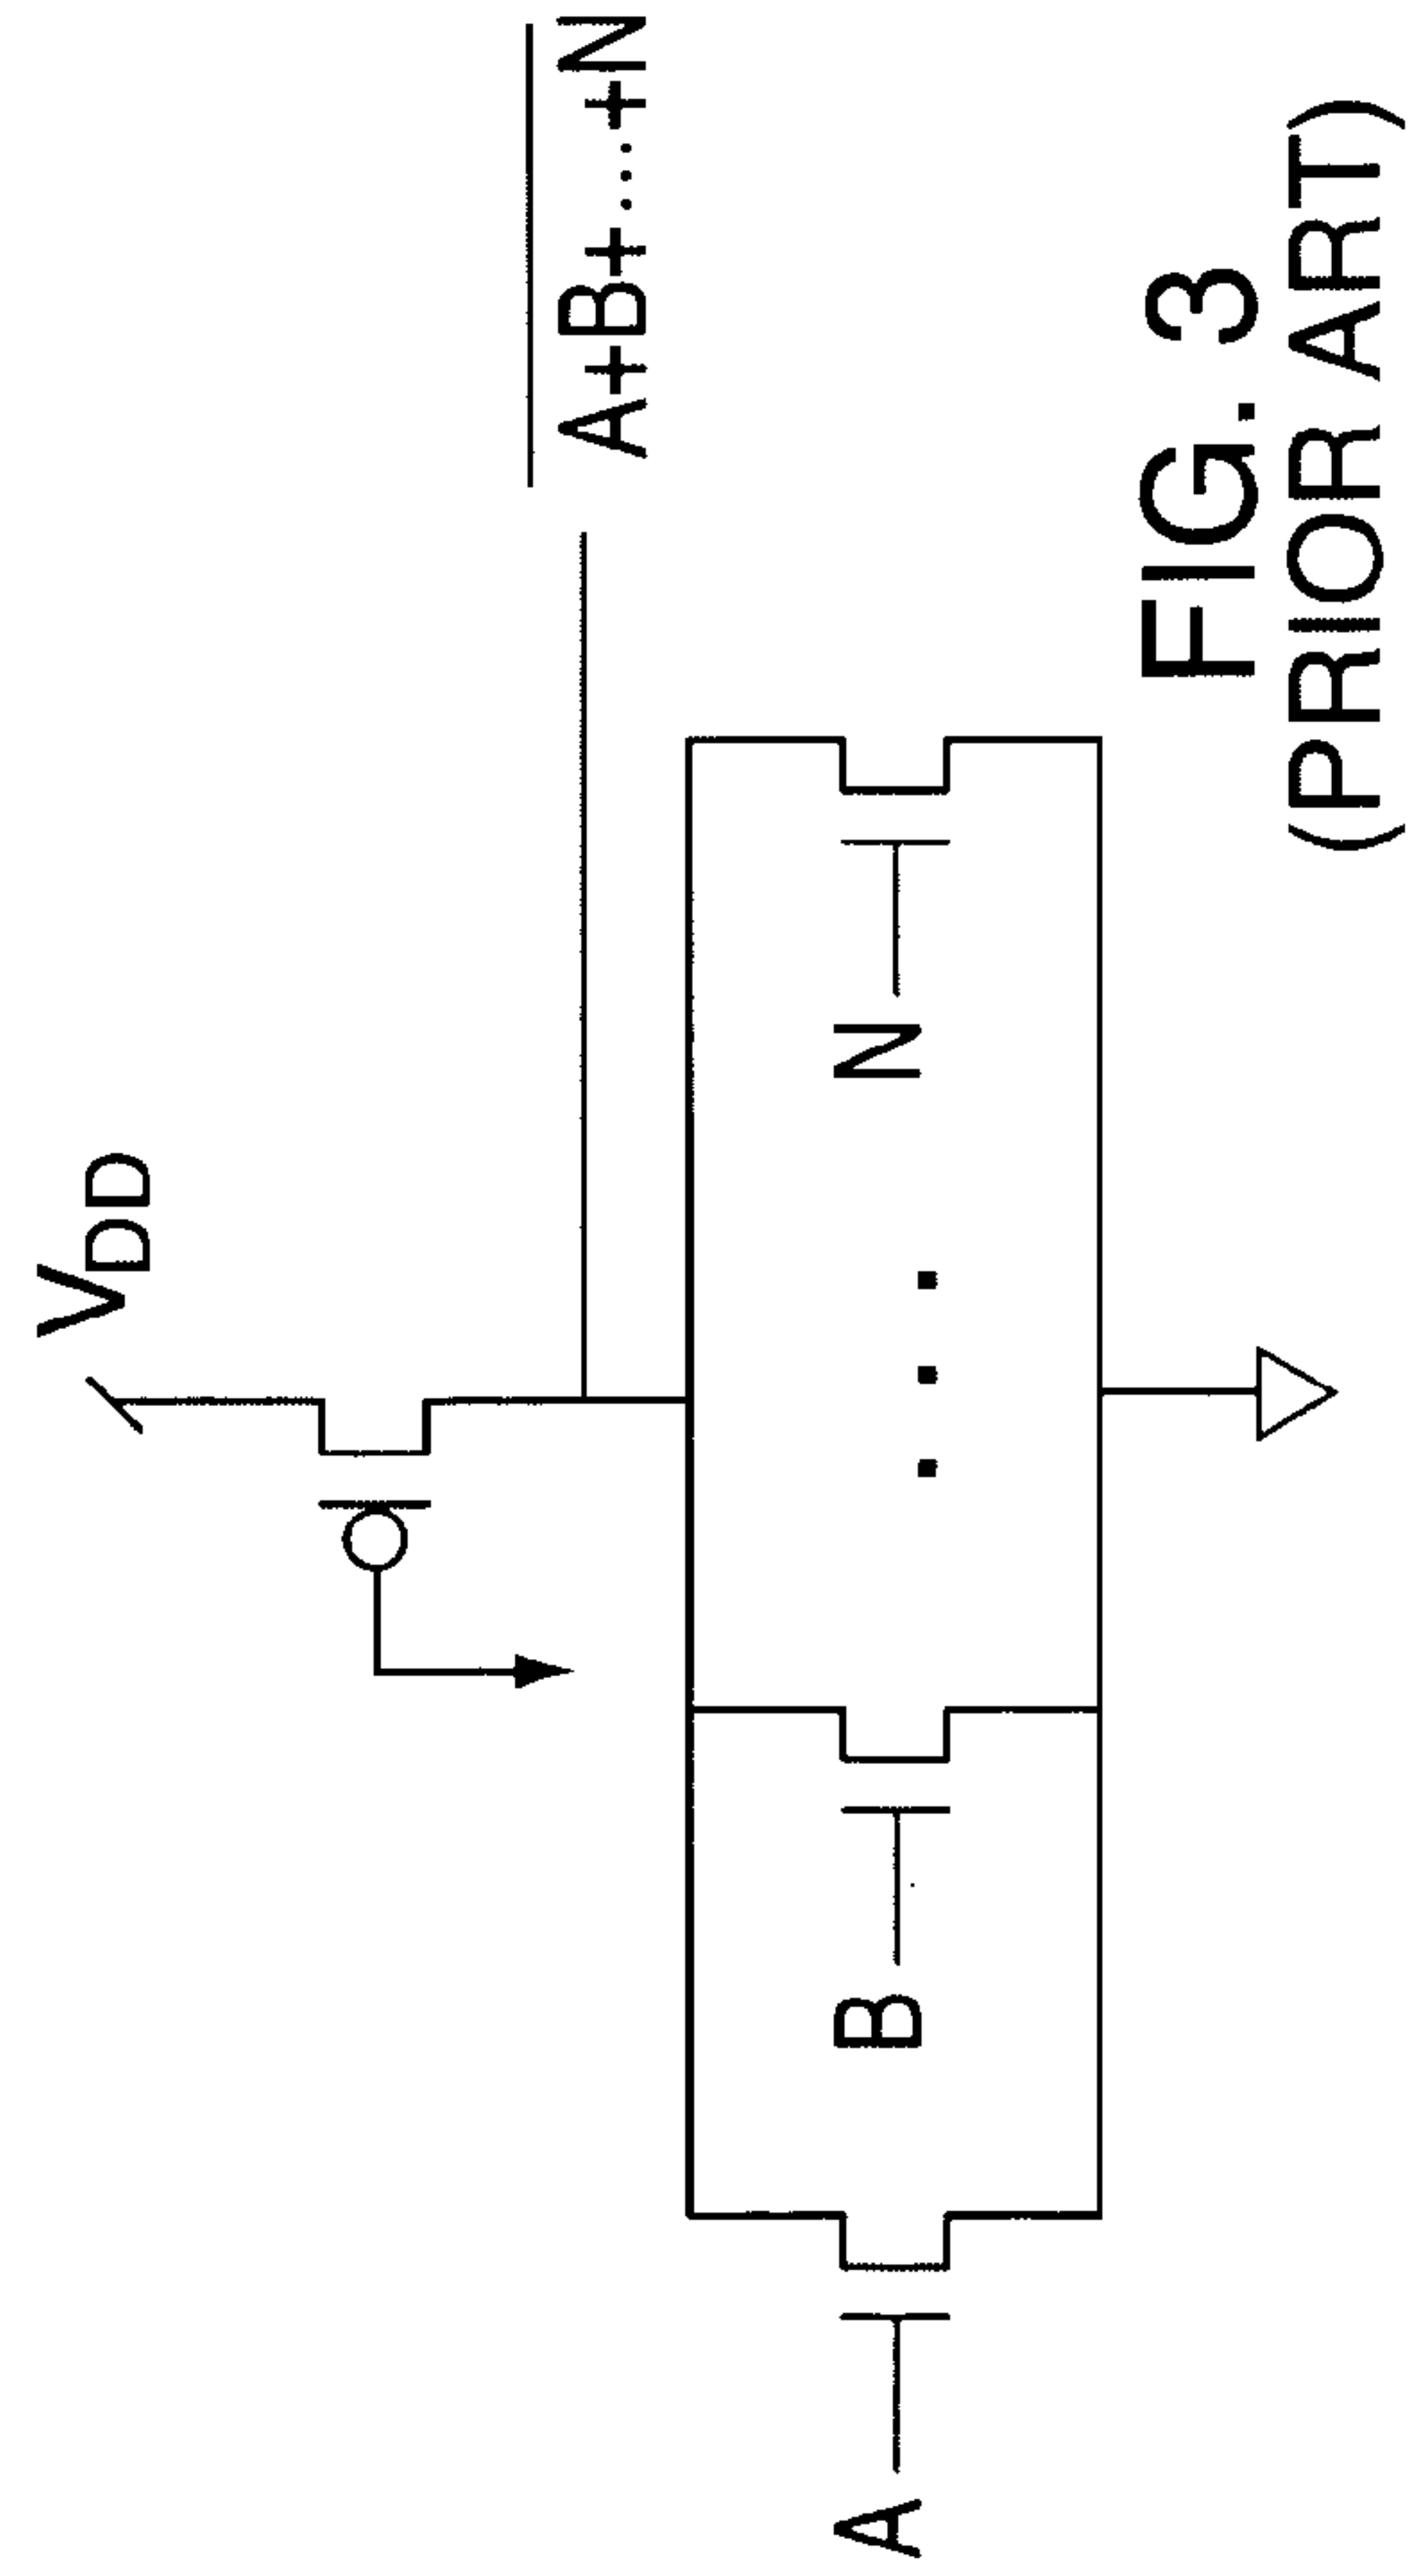 V_DD
A+B+...+N
A
B
. . .
N
FIG. 3
(PRIOR ART)